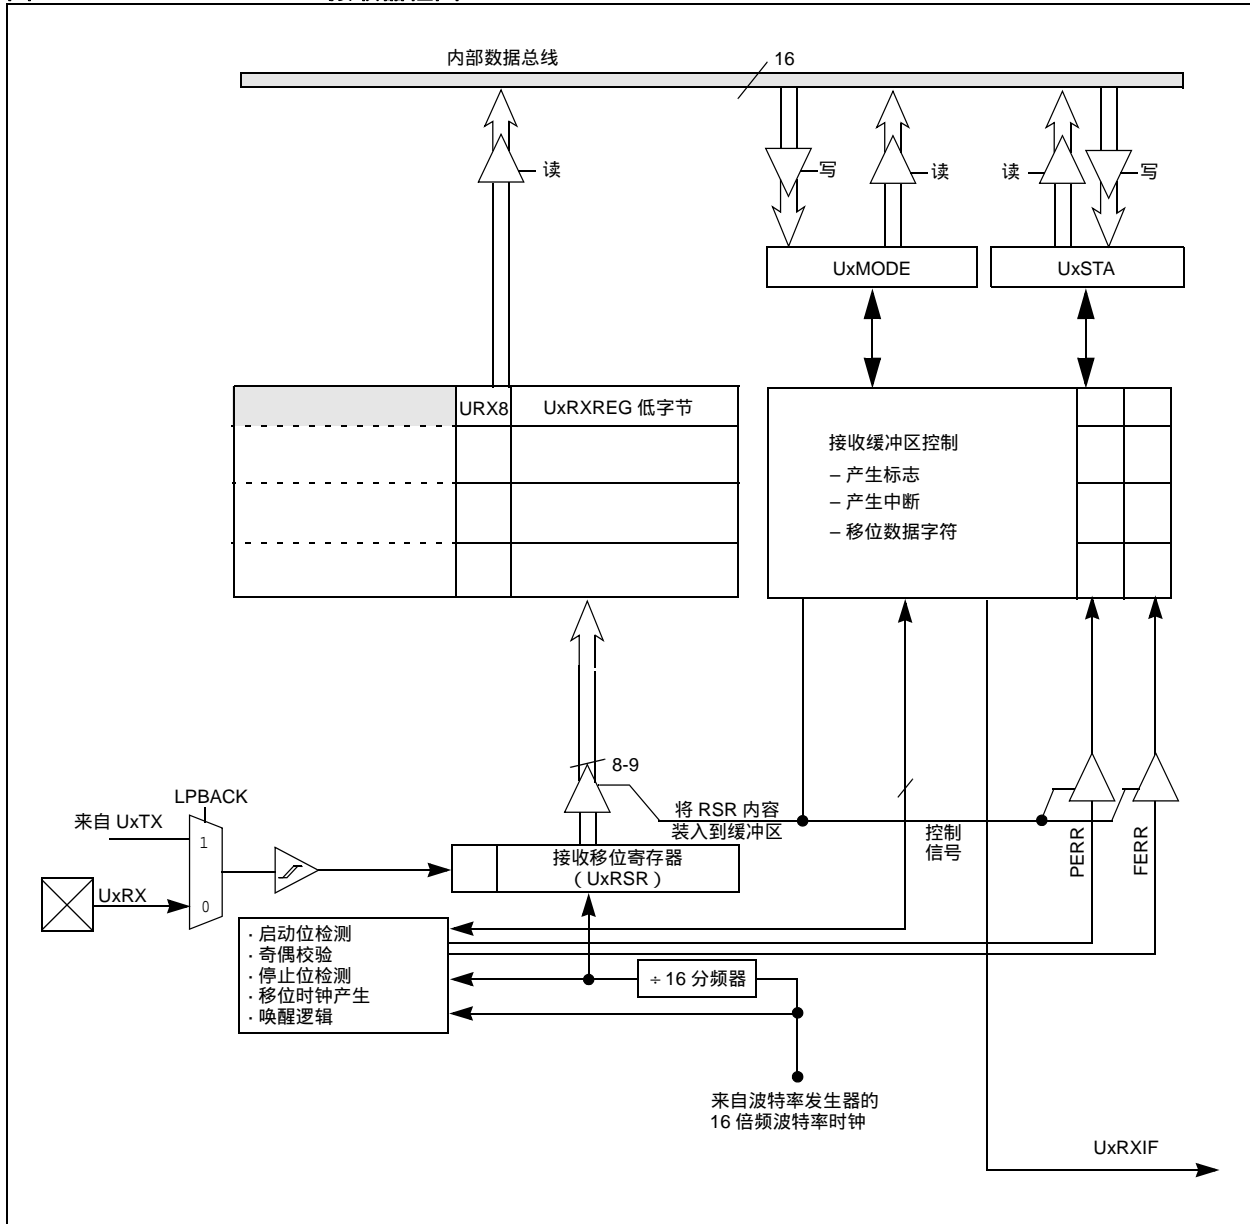 内部数据总线
16
读
写
读
读
写
UxMODE
UxSTA
URX8
UxRXREG 低字节
接收缓冲区控制
– 产生标志
– 产生中断
– 移位数据字符
8-9
LPBACK
来自 UxTX
1
将 RSR 内容
装入到缓冲区
控制
信号
PERR
FERR
接收移位寄存器
（UxRSR）
UxRX
0
· 启动位检测
· 奇偶校验
· 停止位检测
· 移位时钟产生
· 唤醒逻辑
÷ 16 分频器
来自波特率发生器的
16 倍频波特率时钟
UxRXIF